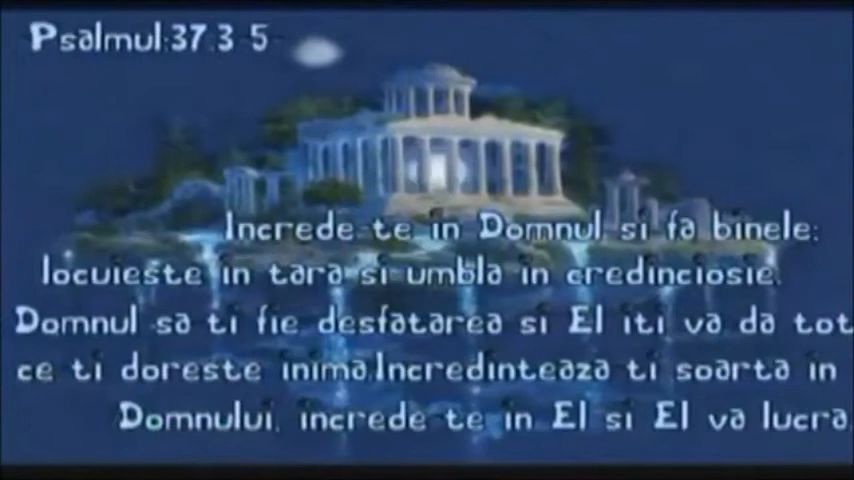 Psalmul:37.3-5
Increde-te in Domnul si fa binele;
locuieste in tara si umbla in credinciosie.
Domnul sa ti fie desfatarea si El iti va da tot
ce ti doreste inima.Incredinteaza ti soarta in
Domnului, increde-te in El si El va lucra